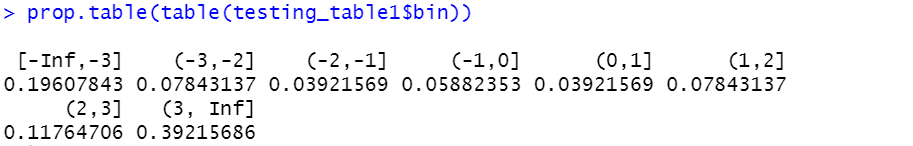 > prop.table(table(testing_table1$bin))
[-Inf,-3] (-3,-2] (-2,-1] (-1,0] (0,1] (1,2]
0.19607843 0.07843137 0.03921569 0.05882353 0.03921569 0.07843137
(2,3] (3, Inf]
0.11764706 0.39215686